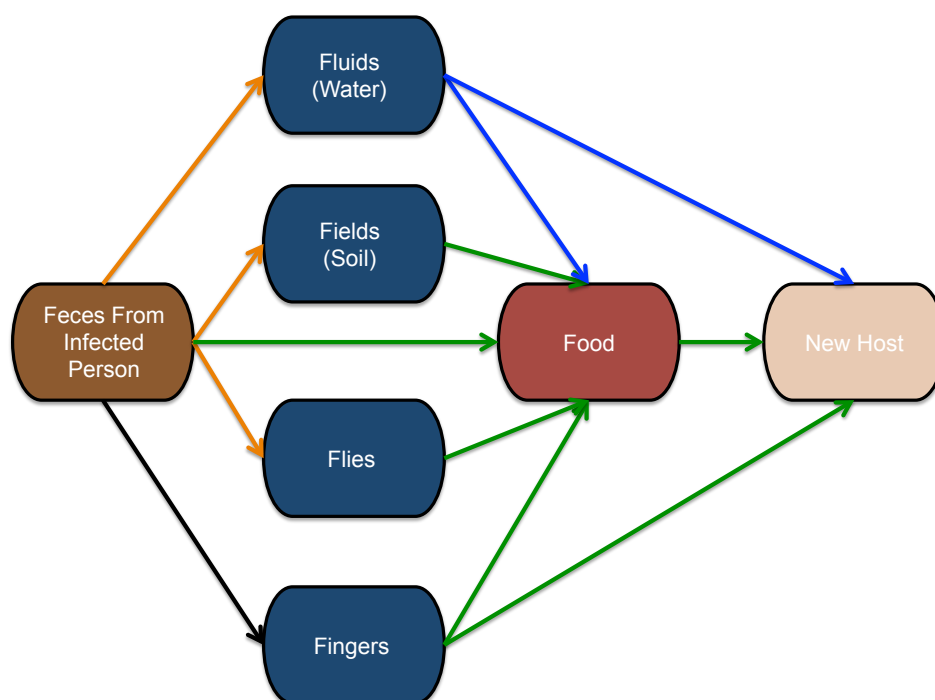 Fluids
(Water)
Fields
(Soil)
Feces From
Infected
Person
Food
New Host
Flies
Fingers